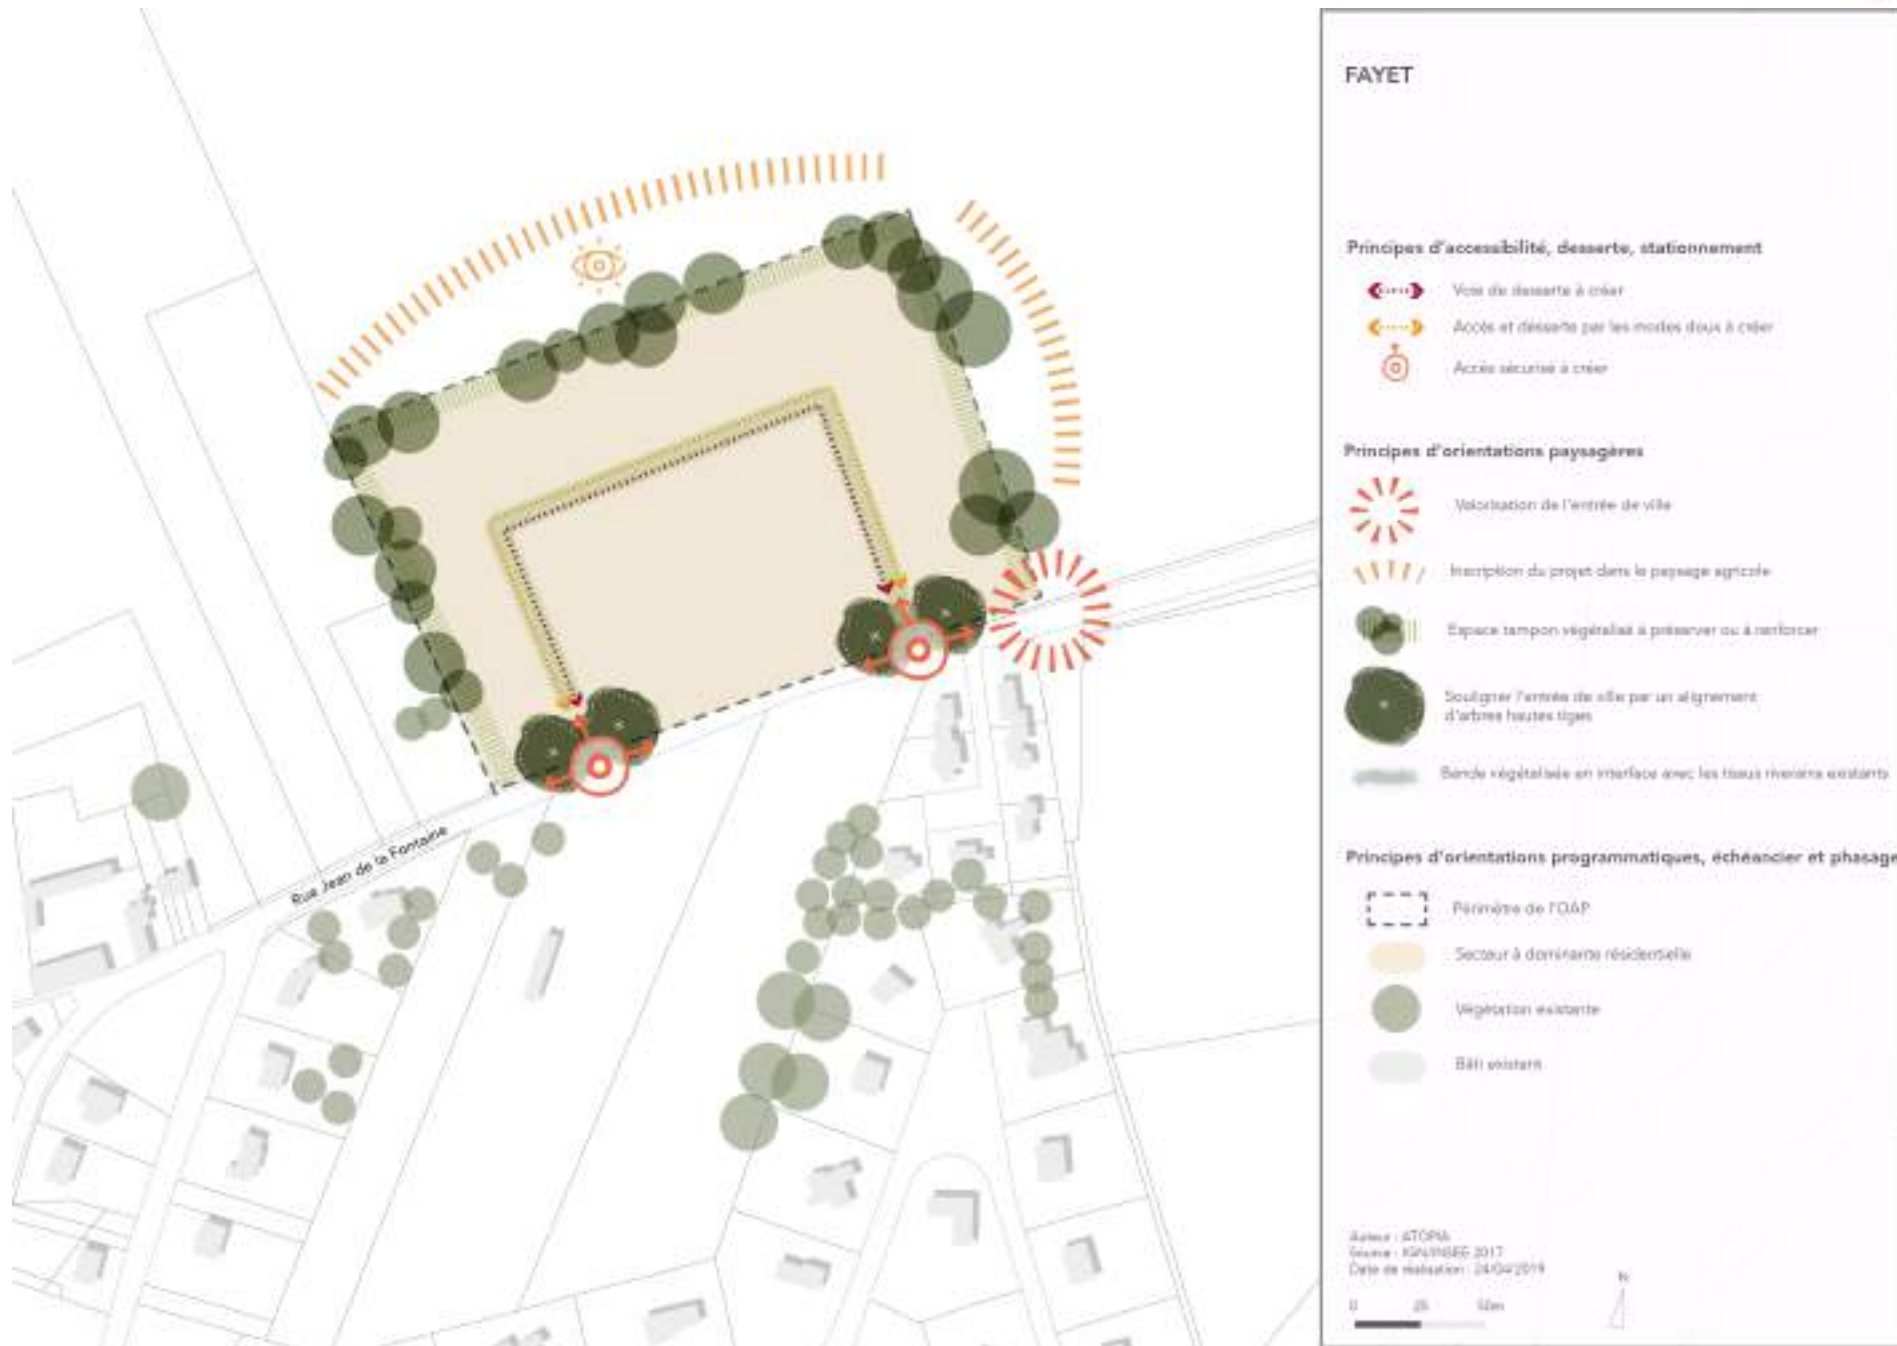 FAYET
Principes d'accessibilité, desserte, stationnement
Voie de desserte à créer
Accès et desserte par les modes doux à créer
Accès sécurisé à créer
Principes d'orientations paysagères
Valorisation de l'entrée de ville
Inscription du projet dans le paysage agricole
Espace tampon végétalisé à préserver ou à renforcer
Souligner l'entrée de ville par un alignement
d'arbres hautes tiges
Bande végétalisée en interface avec les tissus riverains existants
Principes d'orientations programmatiques, échéancier et phasage
Périmètre de l'OAP
Secteur à dominante résidentielle
Végétation existante
Bâti existant
Rue Jean de la Fontaine
Auteur : ATOPIA
Source : IGN/INSEE 2017
Date de réalisation : 24/04/2019
N
0 25 50m